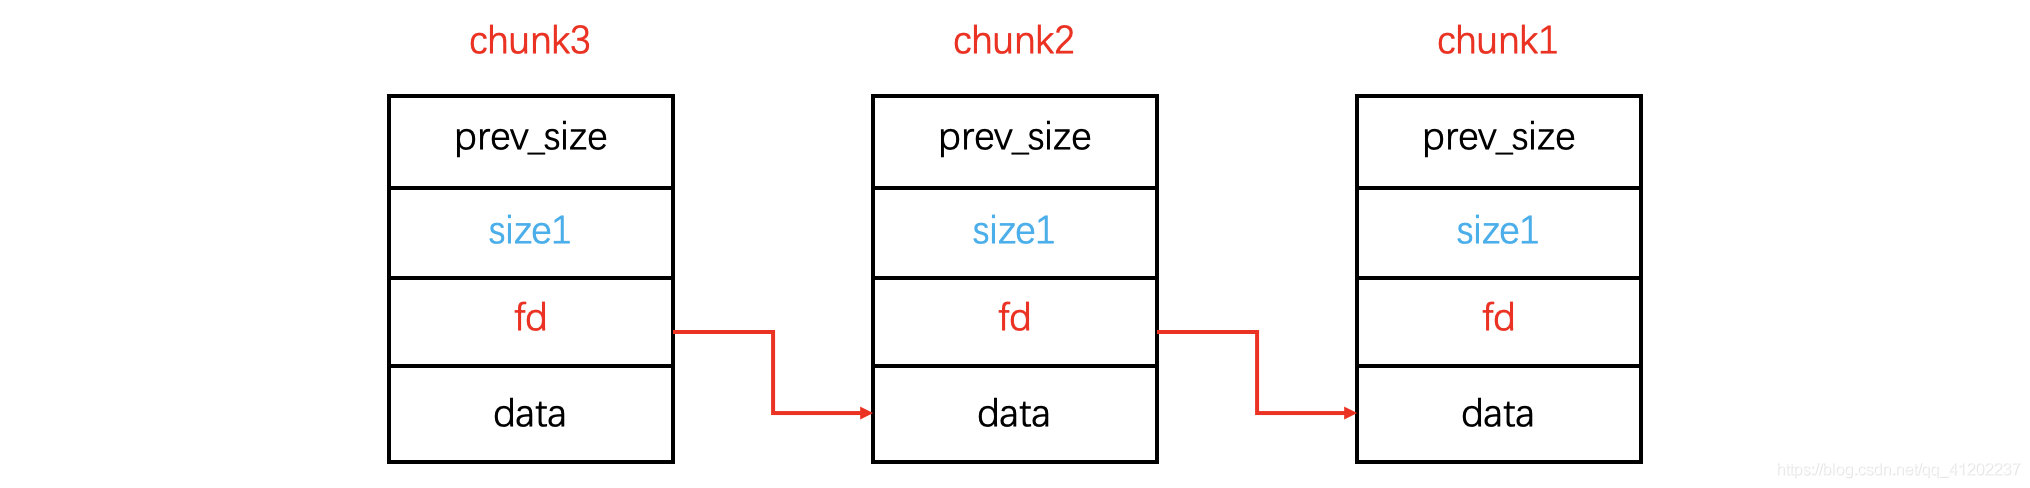 chunk3 chunk2 chunk1
prev_size prev_size prev_size
size1 size1 size1
fd fd fd
data data data
https://blog.csdn.net/qq_41202237